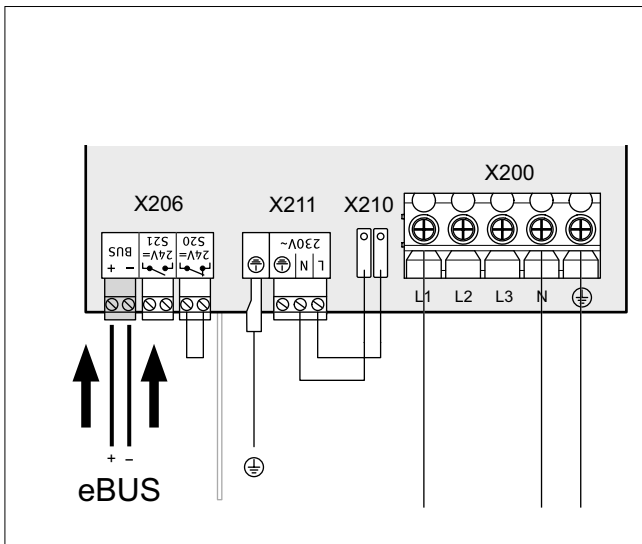 X200
X206 X211 X210
BUS + −
S21 24V=
S20 24V=
230V~
N L
L1 L2 L3 N
+ −
eBUS